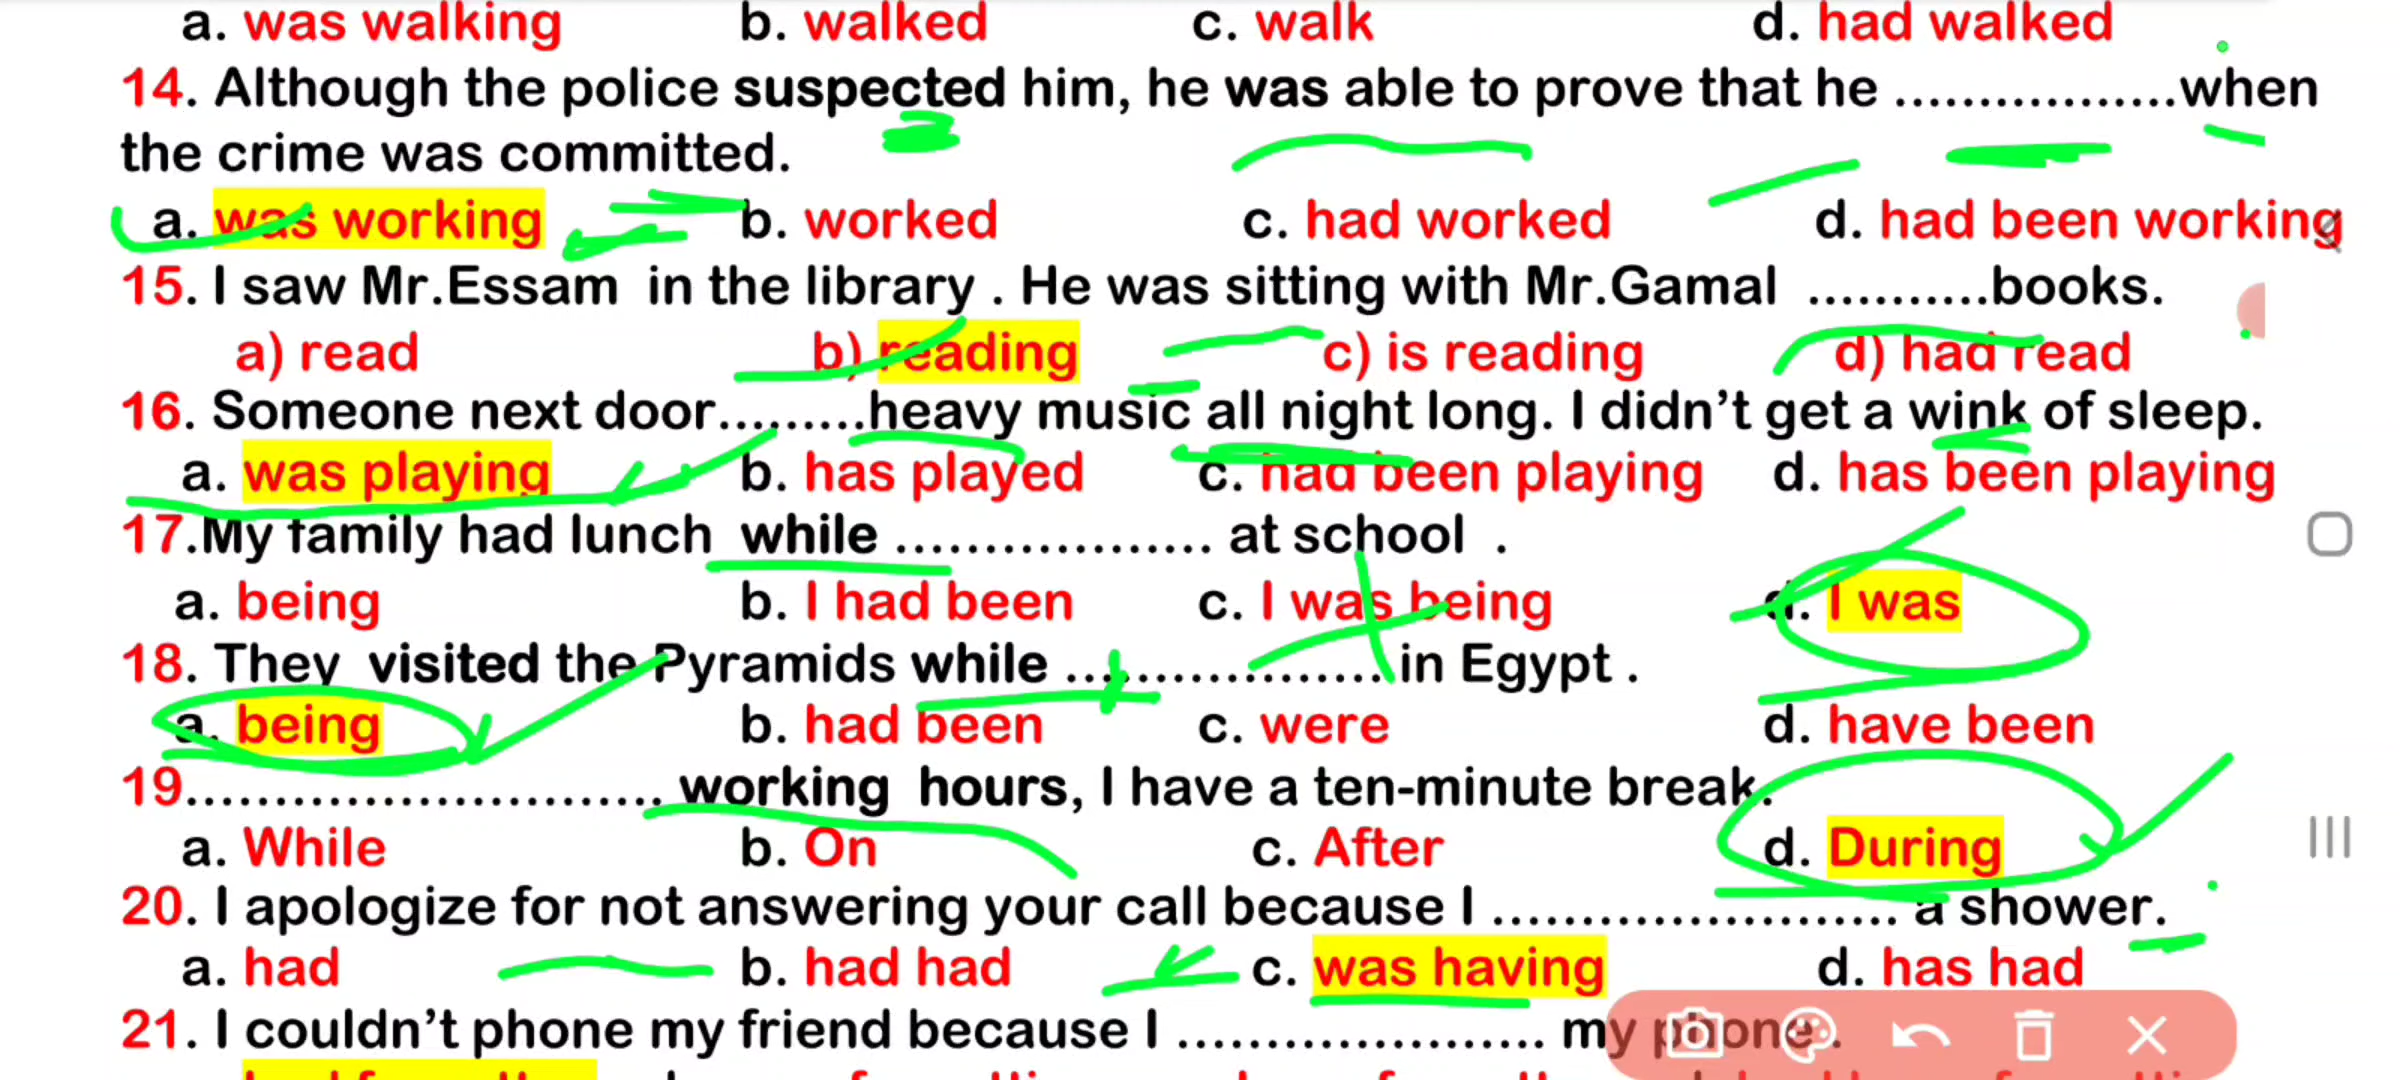 a. was walking b. walked c. walk d. had walked
14. Although the police suspected him, he was able to prove that he .................when
the crime was committed.
a. was working b. worked c. had worked d. had been working
15. I saw Mr.Essam in the library . He was sitting with Mr.Gamal ...........books.
a) read b) reading c) is reading d) had read
16. Someone next door.........heavy music all night long. I didn't get a wink of sleep.
a. was playing b. has played c. had been playing d. has been playing
17.My family had lunch while ................... at school .
a. being b. I had been c. I was being d. I was
18. They visited the Pyramids while .................... in Egypt .
a. being b. had been c. were d. have been
19............................. working hours, I have a ten-minute break.
a. While b. On c. After d. During
20. I apologize for not answering your call because I ......................... a shower.
a. had b. had had c. was having d. has had
21. I couldn't phone my friend because I ....................... my phone.